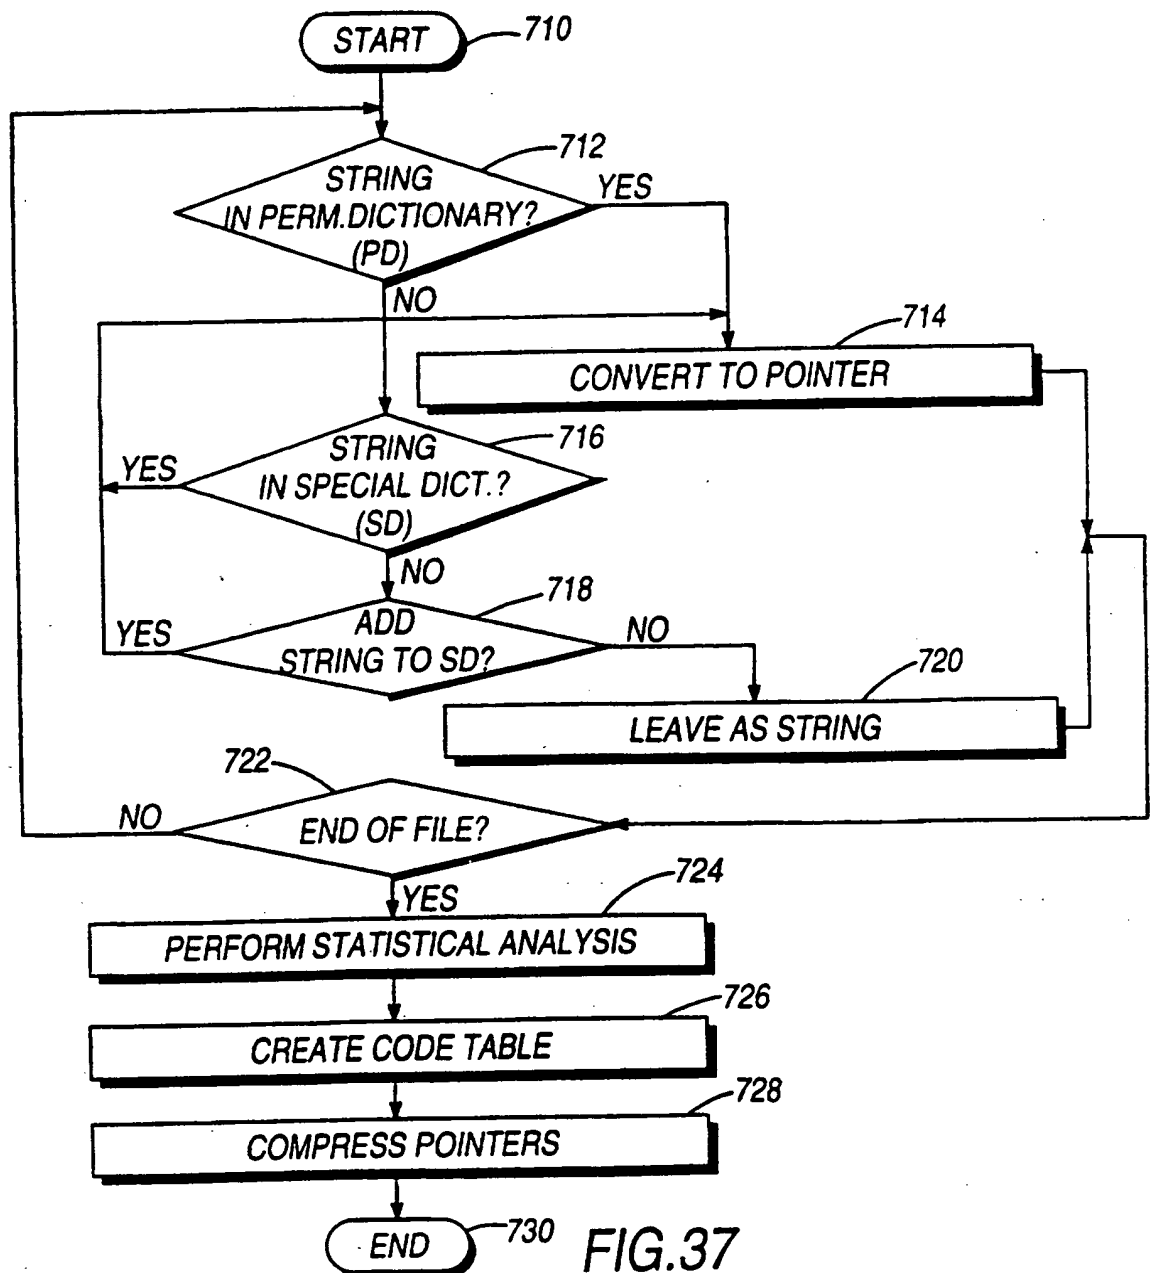 START
710
712
STRING
IN PERM.DICTIONARY?
(PD)
YES
NO
714
CONVERT TO POINTER
716
STRING
IN SPECIAL DICT.?
(SD)
YES
NO
718
ADD
STRING TO SD?
YES
NO
720
LEAVE AS STRING
722
END OF FILE?
NO
YES
724
PERFORM STATISTICAL ANALYSIS
726
CREATE CODE TABLE
728
COMPRESS POINTERS
END
730
FIG.37